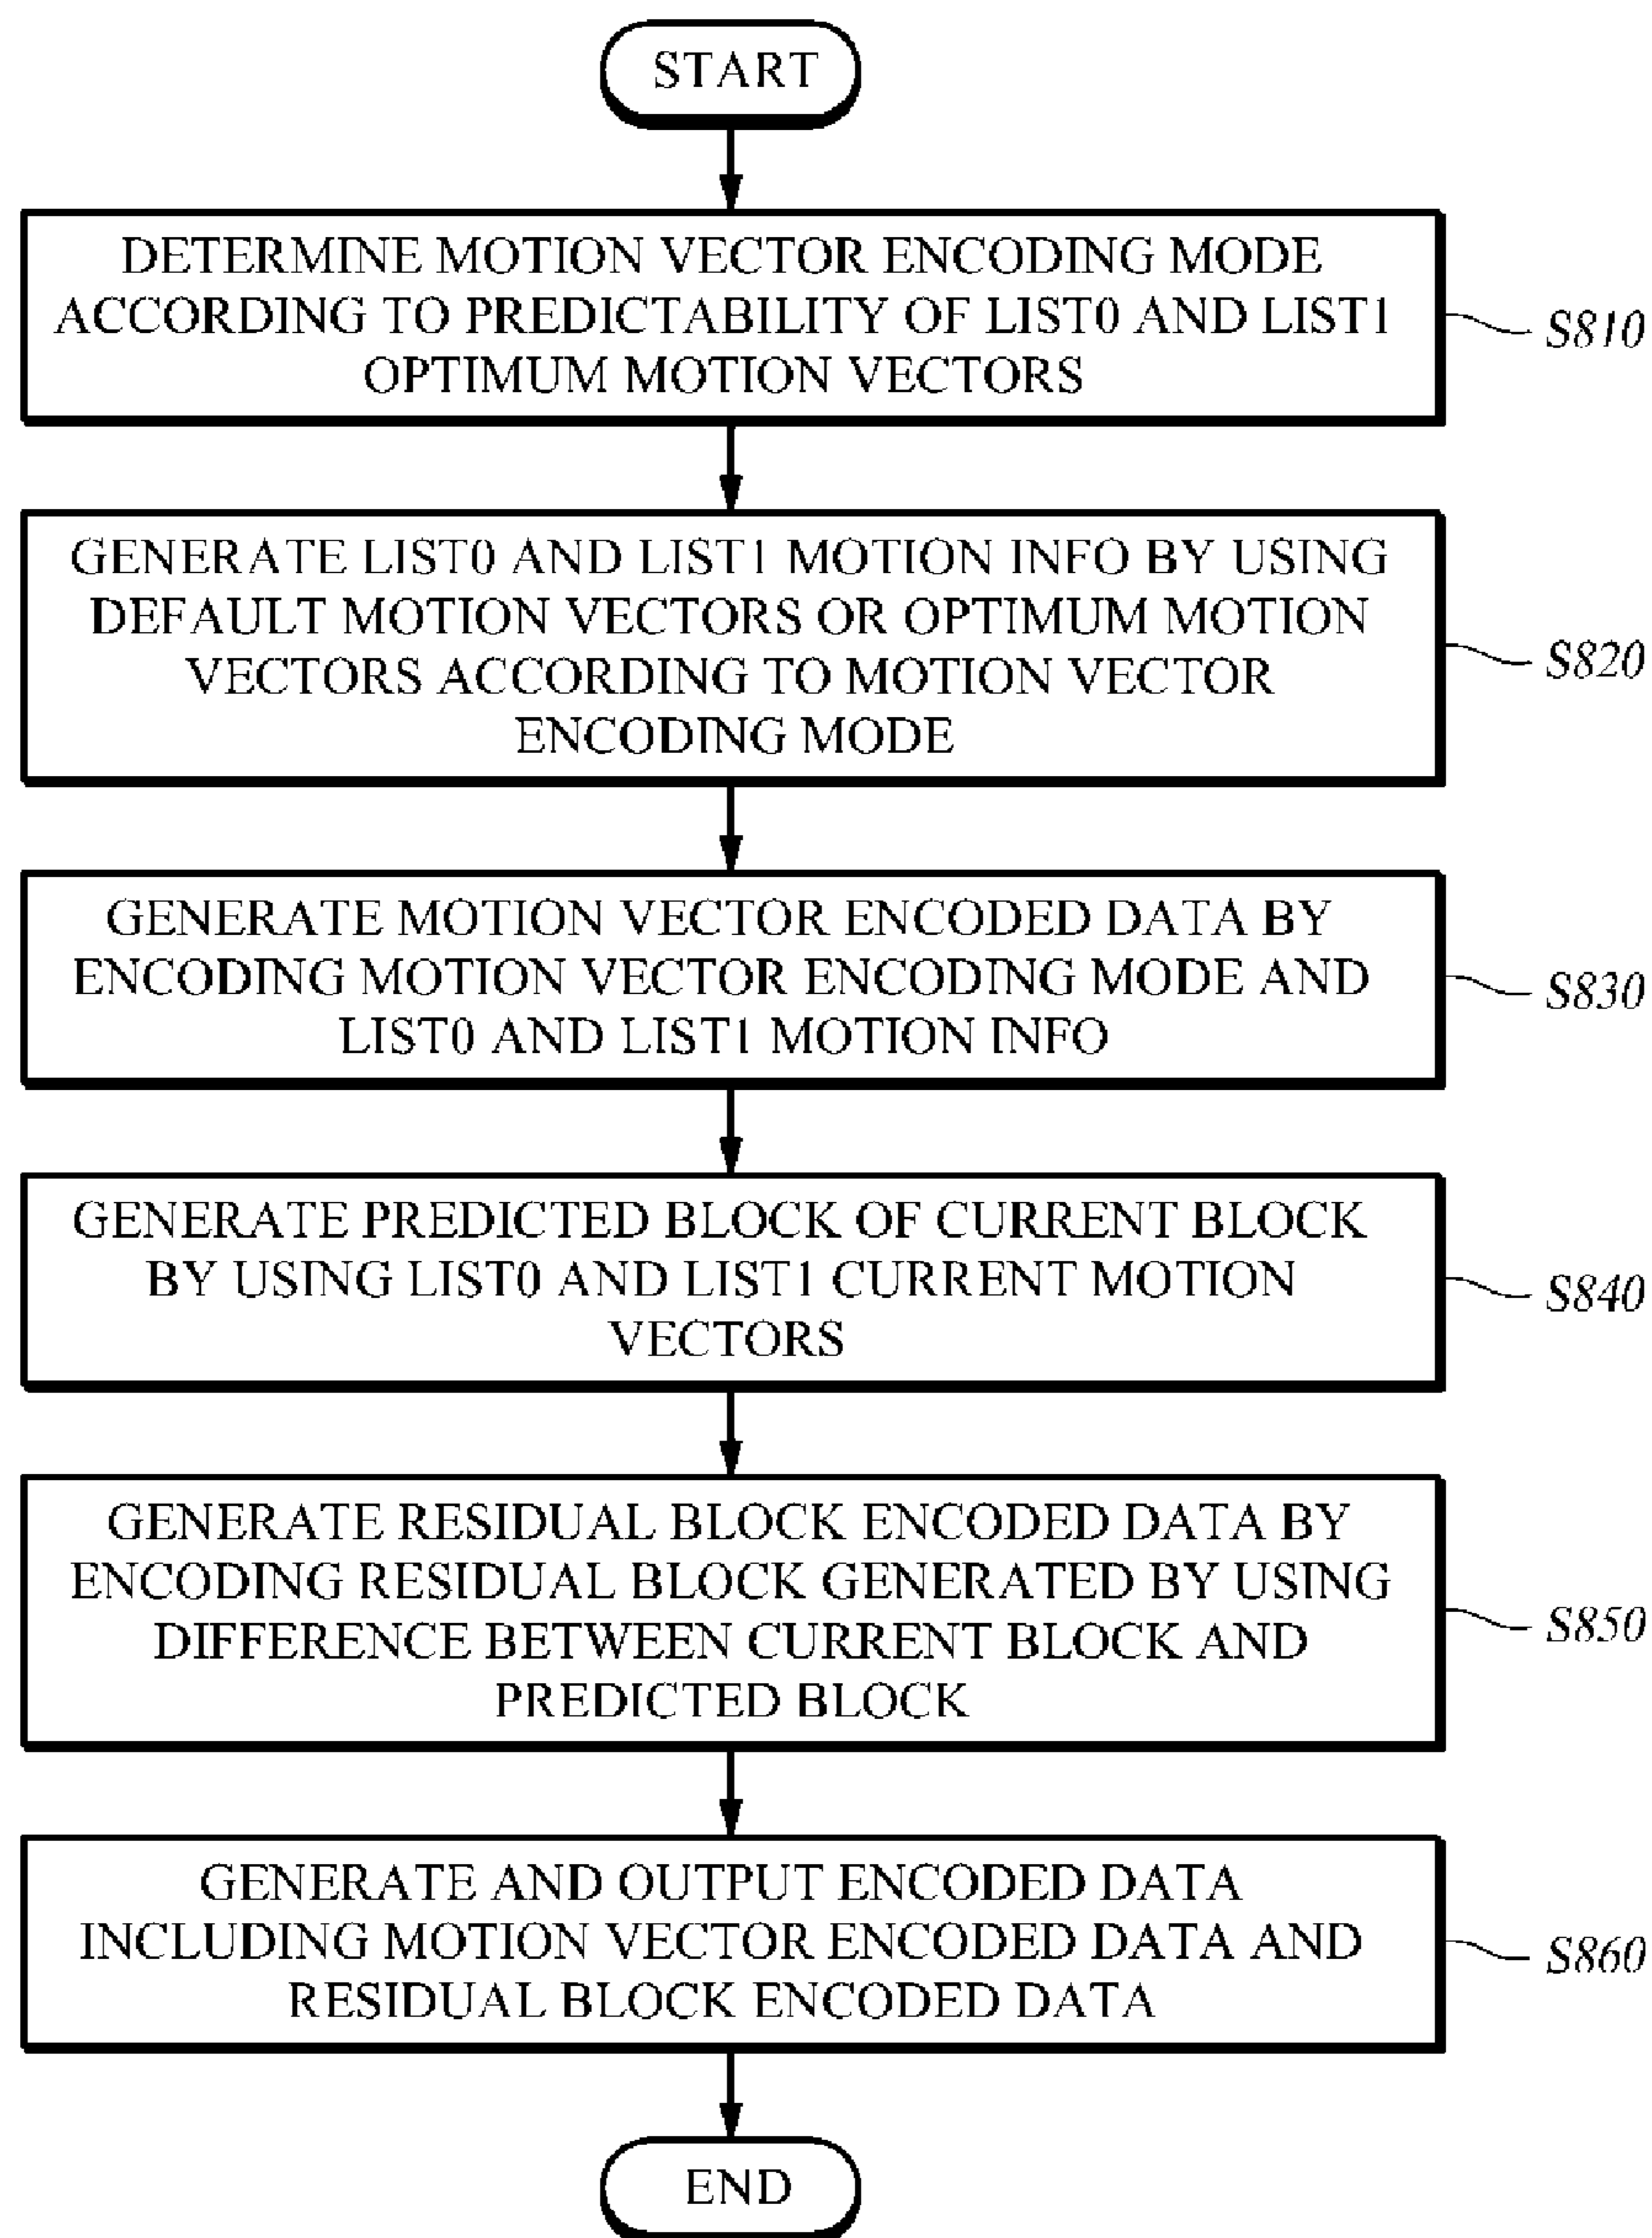 START
DETERMINE MOTION VECTOR ENCODING MODE
ACCORDING TO PREDICTABILITY OF LIST0 AND LIST1
OPTIMUM MOTION VECTORS
S810
GENERATE LIST0 AND LIST1 MOTION INFO BY USING
DEFAULT MOTION VECTORS OR OPTIMUM MOTION
VECTORS ACCORDING TO MOTION VECTOR
ENCODING MODE
S820
GENERATE MOTION VECTOR ENCODED DATA BY
ENCODING MOTION VECTOR ENCODING MODE AND
LIST0 AND LIST1 MOTION INFO
S830
GENERATE PREDICTED BLOCK OF CURRENT BLOCK
BY USING LIST0 AND LIST1 CURRENT MOTION
VECTORS
S840
GENERATE RESIDUAL BLOCK ENCODED DATA BY
ENCODING RESIDUAL BLOCK GENERATED BY USING
DIFFERENCE BETWEEN CURRENT BLOCK AND
PREDICTED BLOCK
S850
GENERATE AND OUTPUT ENCODED DATA
INCLUDING MOTION VECTOR ENCODED DATA AND
RESIDUAL BLOCK ENCODED DATA
S860
END